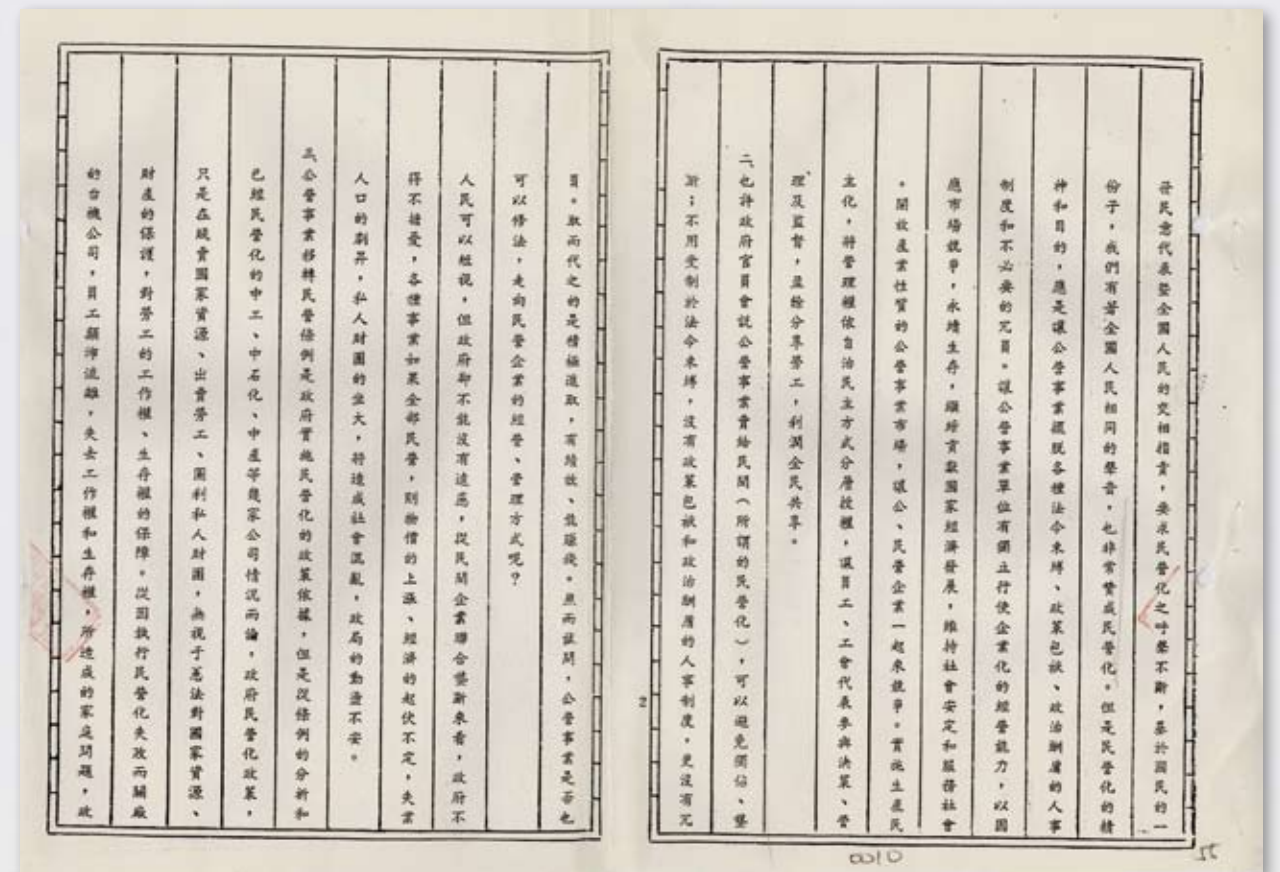 晉民意代表暨全國人民的交相指責，要求民營化之呼聲不斷，基於國民的一
份子，我們有著全國人民相同的聲音，也非常贊成民營化。但是民營化的精
神和目的，應是讓公營事業擺脫各種法令束縛、政策包袱、政治酬庸的人事
制度和不必要的冗員。讓公營事業單位有獨立行使企業化的經營能力，以因
應市場競爭，永續生存，繼續貢獻國家經濟發展，維持社會安定和服務社會
。開放產業性質的公營事業市場，讓公、民營企業一起來競爭。實施生產民
主化，將管理權依自治民主方式分層授權，讓員工、工會代表參與決策、管
理及監督，盈餘分享勞工，利潤全民共享。
二、也許政府官員會說公營事業賣給民間（所謂的民營化），可以避免獨佔、壟
斷；不用受制於法令束縛，沒有政策包袱和政治酬庸的人事制度，更沒有冗
2
員。取而代之的是積極進取，有績效、能賺錢。然而試問，公營事業是否也
可以修法，走向民營企業的經營、管理方式呢？
人民可以短視，但政府卻不能沒有遠慮，從民間企業聯合壟斷來看，政府不
得不接受，各種事業如果全部民營，則物價的上漲、經濟的起伏不定，失業
人口的劇昇，私人財團的坐大，將造成社會混亂，政局的動盪不安。
三、公營事業移轉民營條例是政府實施民營化的政策依據，但是從條例的分析和
已經民營化的中工、中石化、中產等幾家公司情況而論，政府民營化政策，
只是在賤賣國家資源、出賣勞工、圖利私人財團，無視于憲法對國家資源、
財產的保護，對勞工的工作權、生存權的保障。從因執行民營化失敗而關廠
的台機公司，員工顛沛流離，失去工作權和生存權，所造成的家庭問題，政
0100